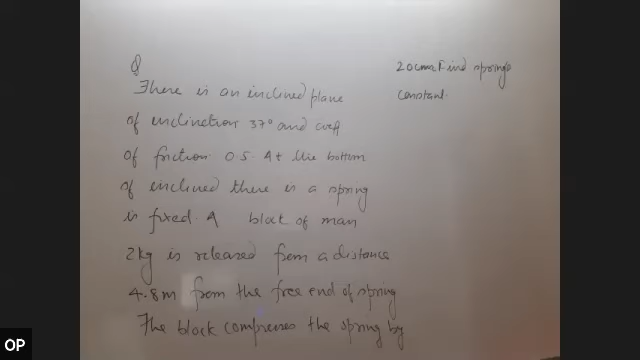 Q
There is an inclined plane
of inclination 37° and coeff
of friction 0.5. At the bottom
of inclined there is a spring
is fixed. A block of mass
2kg is released from a distance
4.8m from the free end of spring
The block compresses the spring by
20cm. Find spring's
constant.
OP